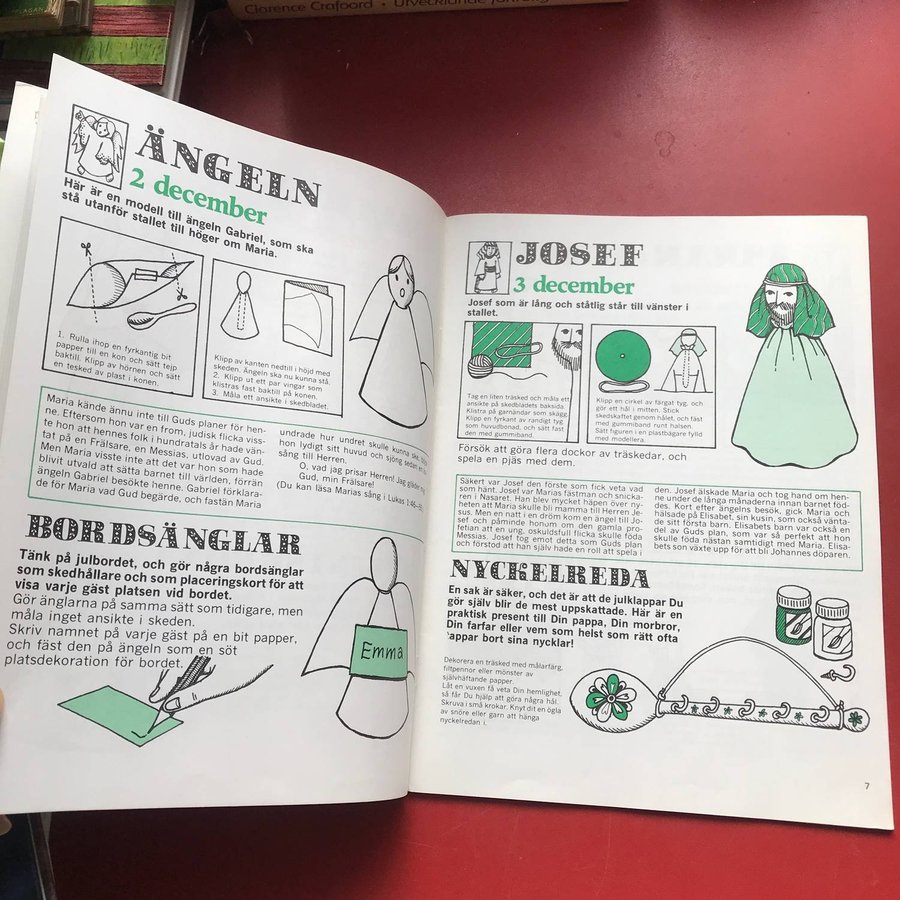 Clarence Crafoord • Utvecklande
PLAGAN
ÄNGELN
2 december
Här är en modell till ängeln Gabriel, som ska
stå utanför stallet till höger om Maria.
1. Rulla ihop en fyrkantig bit
papper till en kon och sätt tejp
baktill. Klipp av hörnen och sätt
en tesked av plast i konen.
Klipp av kanten nedtill i höjd med
skeden. Ängeln ska nu kunna stå.
2. Klipp ut ett par vingar som
klistras fast baktill på konen.
3. Måla ett ansikte i skedbladet.
Maria kände ännu inte till Guds planer för hen-
ne. Eftersom hon var en from, judisk flicka viss-
te hon att hennes folk i hundratals år hade vän-
tat på en Frälsare, en Messias, utlovad av Gud.
Men Maria visste inte att det var hon som hade
blivit utvald att sätta barnet till världen, förrän
ängeln Gabriel besökte henne. Gabriel förklara-
de för Maria vad Gud begärde, och fastän Maria
undrade hur undret skulle kunna ske,
hon lydigt sitt huvud och sjöng sedan en
sång till Herren:
O, vad jag prisar Herren! Jag gläder
Gud, min Frälsare!
(Du kan läsa Marias sång i Lukas 1:46–
BORDSÄNGLAR
Tänk på julbordet, och gör några bordsänglar
som skedhållare och som placeringskort för att
visa varje gäst platsen vid bordet.
Gör änglarna på samma sätt som tidigare, men
måla inget ansikte i skeden.
Skriv namnet på varje gäst på en bit papper,
och fäst den på ängeln som en söt
platsdekoration för bordet.
Emma
JOSEF
3 december
Josef som är lång och ståtlig står till vänster i
stallet.
Tag en liten träsked och måla ett
ansikte på skedbladets baksida.
Klistra på garnändar som skägg.
Klipp en fyrkant av randigt tyg
som huvudbonad, och sätt fast
den med gummiband.
Klipp en cirkel av färgat tyg, och
gör ett hål i mitten. Stick
skedskaftet genom hålet, och fäst
med gummiband runt halsen.
Sätt figuren i en plastbägare fylld
med modellera.
Försök att göra flera dockor av träskedar, och
spela en pjäs med dem.
Säkert var Josef den förste som fick veta vad
som hänt. Josef var Marias fästman och snicka-
ren i Nasaret. Han blev mycket häpen över ny-
heten att Maria skulle bli mamma till Herren Je-
sus. Men en natt i en dröm kom en ängel till Jo-
sef och påminde honom om den gamla pro-
fetian att en ung, oskuldsfull flicka skulle föda
Messias. Josef tog emot detta som Guds plan
och förstod att han själv hade en roll att spela i
den. Josef älskade Maria och tog hand om hen-
ne under de långa månaderna innan barnet föd-
des. Kort efter ängelns besök, gick Maria och
hälsade på Elisabet, sin kusin, som också vänta-
de sitt första barn. Elisabets barn var också en
del av Guds plan, som var så perfekt att hon
skulle föda nästan samtidigt med Maria. Elisa-
bets son växte upp för att bli Johannes döparen.
NYCKELREDA
En sak är säker, och det är att de julklappar Du
gör själv blir de mest uppskattade. Här är en
praktisk present till Din pappa, Din morbror,
Din farfar eller vem som helst som rätt ofta
tappar bort sina nycklar!
Dekorera en träsked med målarfärg,
filtpennor eller mönster av
självhäftande papper.
Låt en vuxen få veta Din hemlighet,
så får Du hjälp att göra några hål.
Skruva i små krokar. Knyt dit en ögla
av snöre eller garn att hänga
nyckelredan i.
7